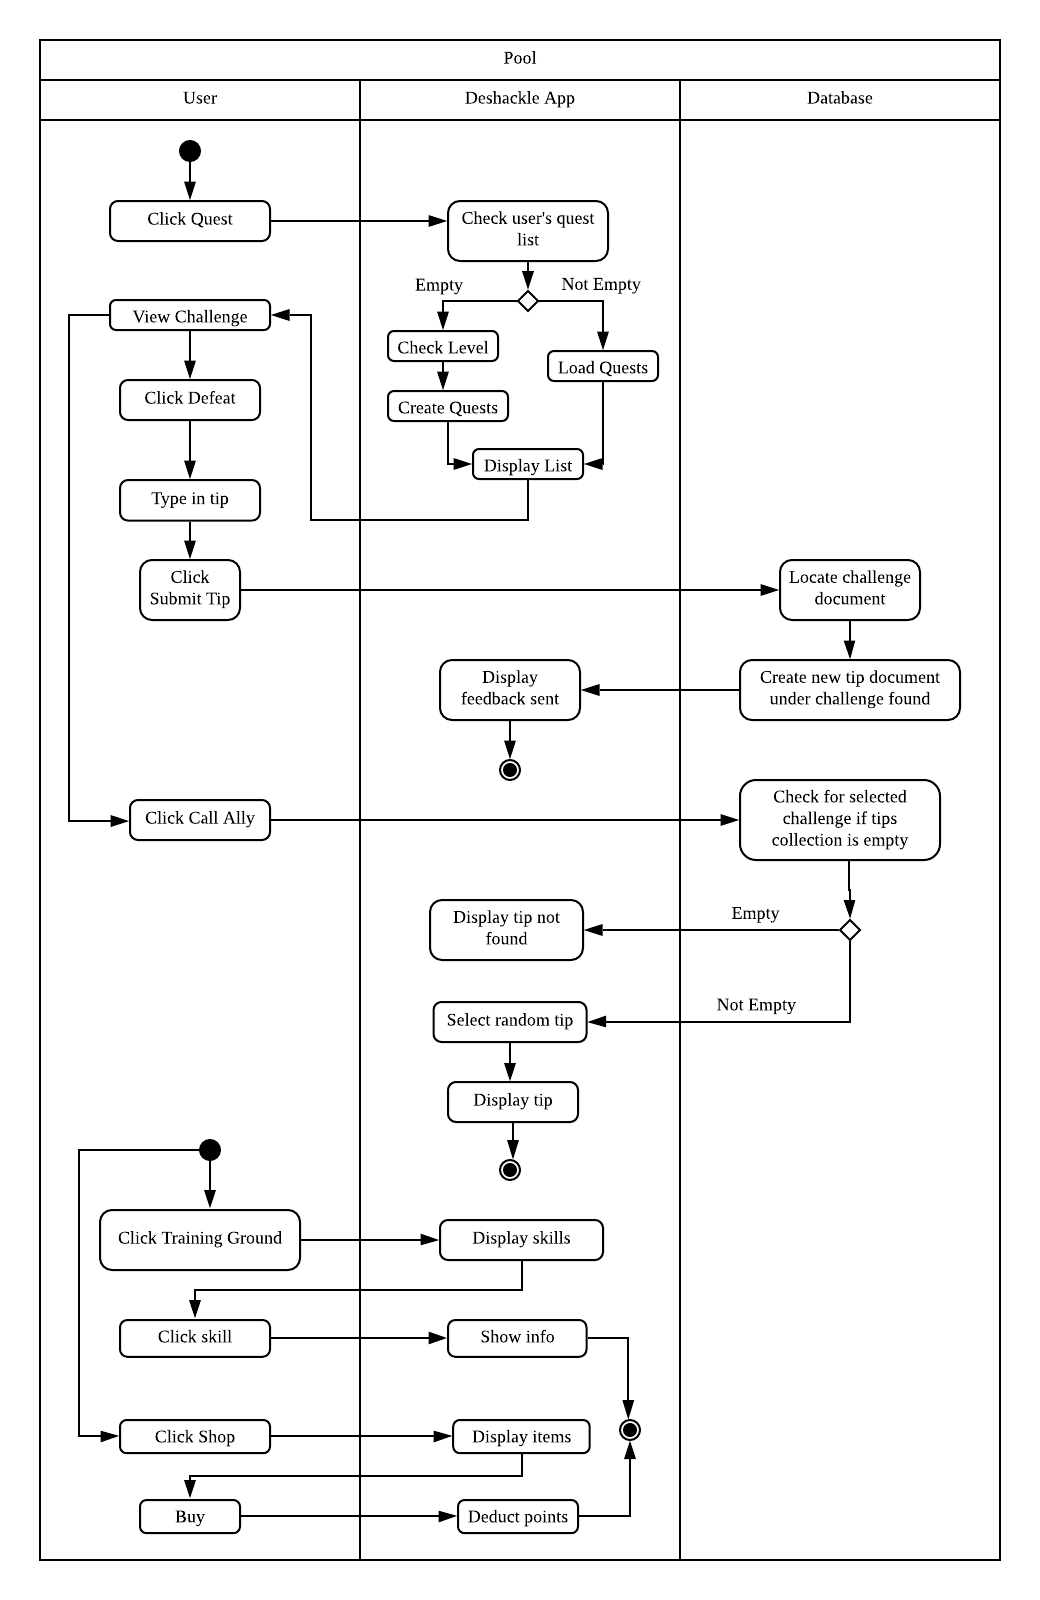 Pool
User
Deshackle App
Database
Click Quest
Check user's quest
list
Empty
Not Empty
View Challenge
Check Level
Load Quests
Click Defeat
Create Quests
Display List
Type in tip
Click
Submit Tip
Locate challenge
document
Display
feedback sent
Create new tip document
under challenge found
Click Call Ally
Check for selected
challenge if tips
collection is empty
Display tip not
found
Empty
Not Empty
Select random tip
Display tip
Click Training Ground
Display skills
Click skill
Show info
Click Shop
Display items
Buy
Deduct points